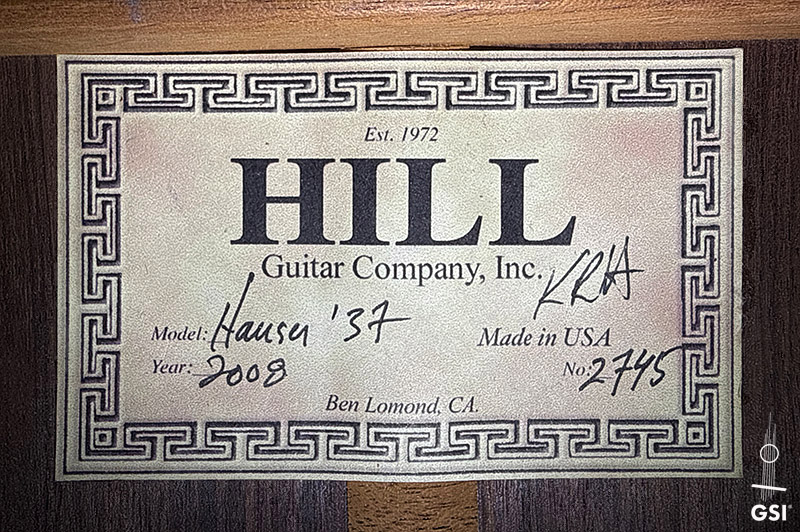 Est. 1972
HILL
Guitar Company, Inc. KRH
Model: Hauser '37 Made in USA
Year: 2008 No: 2745
Ben Lomond, CA.
GSI